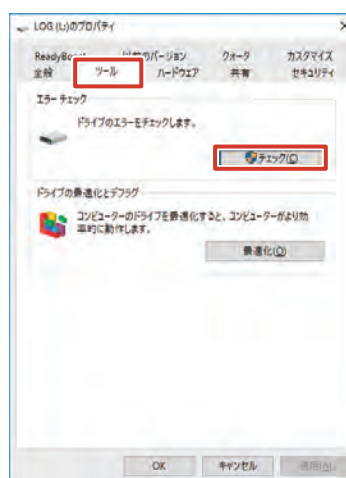 LOG (L:)のプロパティ
ReadyBoost 以前のバージョン クォータ カスタマイズ
全般 ツール ハードウェア 共有 セキュリティ
エラー チェック
ドライブのエラーをチェックします。
チェック(C)
ドライブの最適化とデフラグ
コンピューターのドライブを最適化すると、コンピューターがより効
率的に動作します。
最適化(O)
OK キャンセル 適用(A)